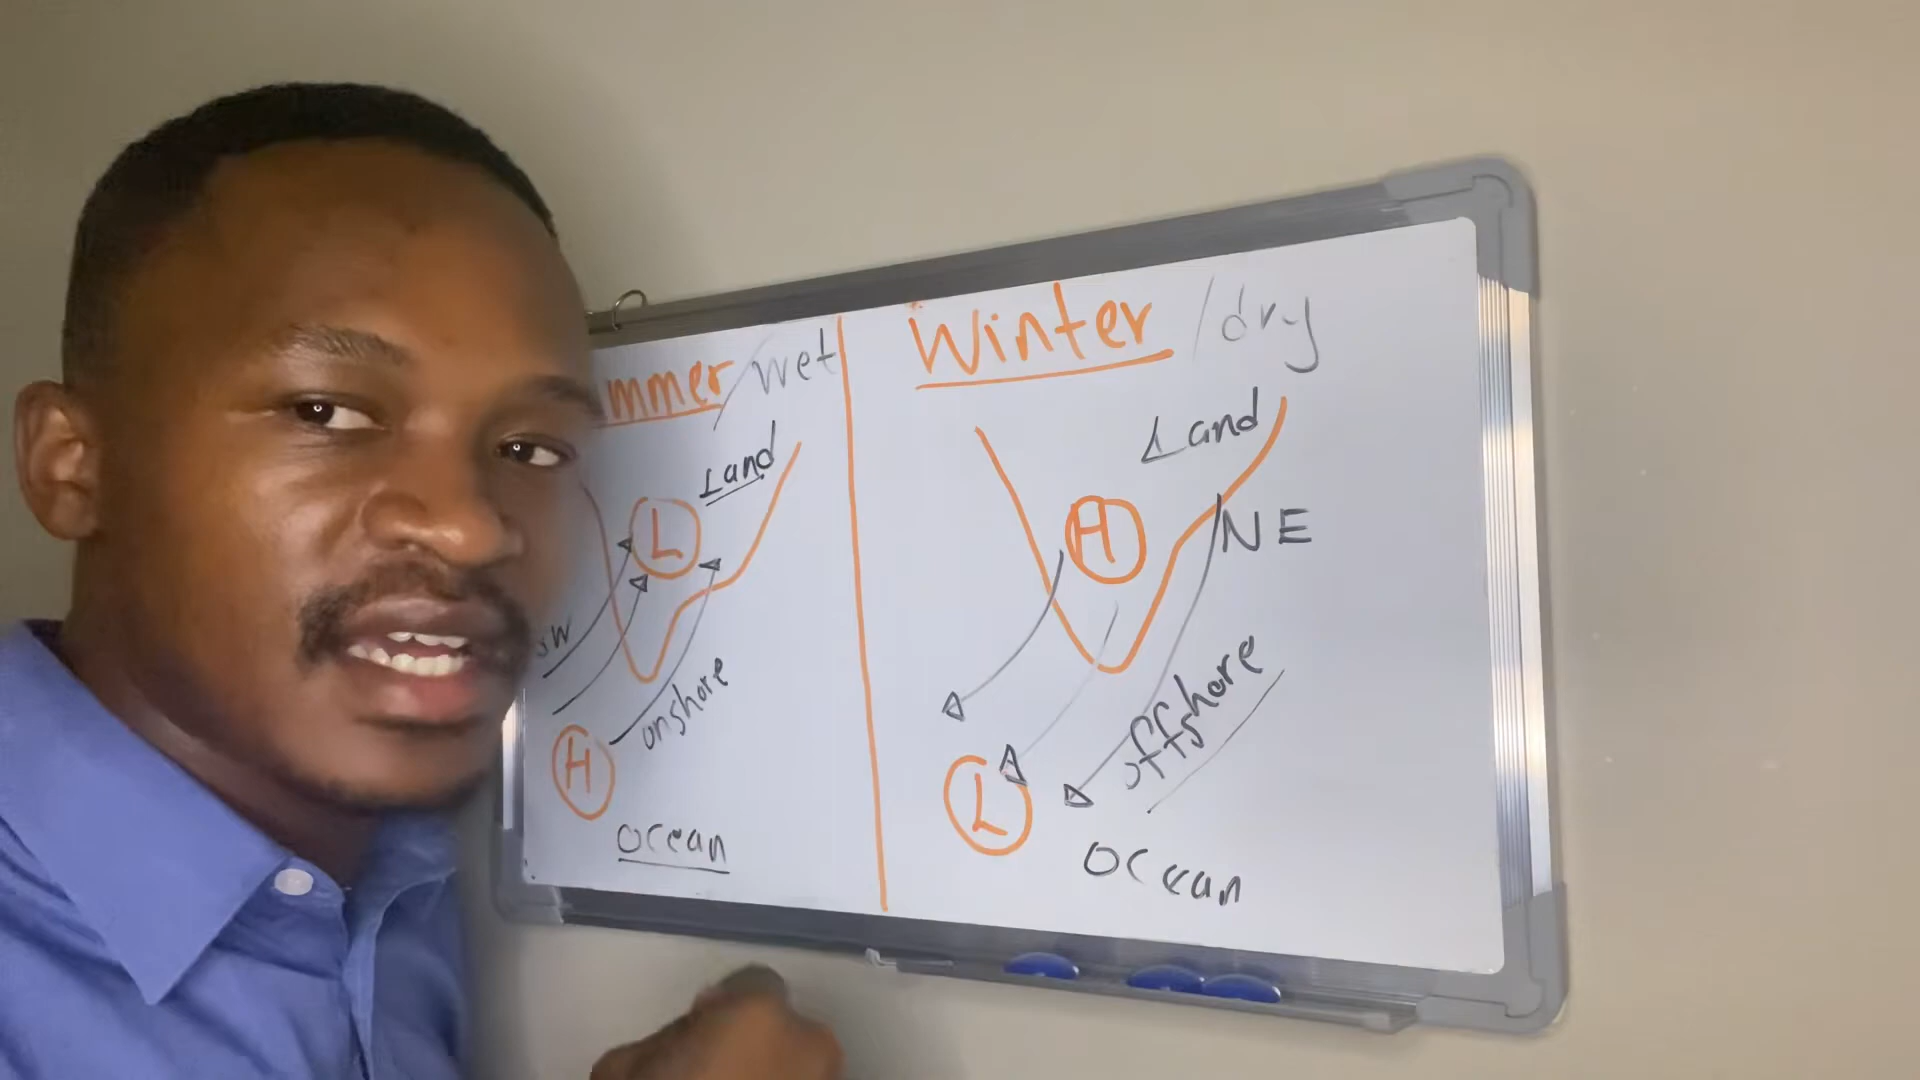 mmer / wet
Land
L
onshore
H
ocean
Winter / dry
Land
H
NE
offshore
L
ocean